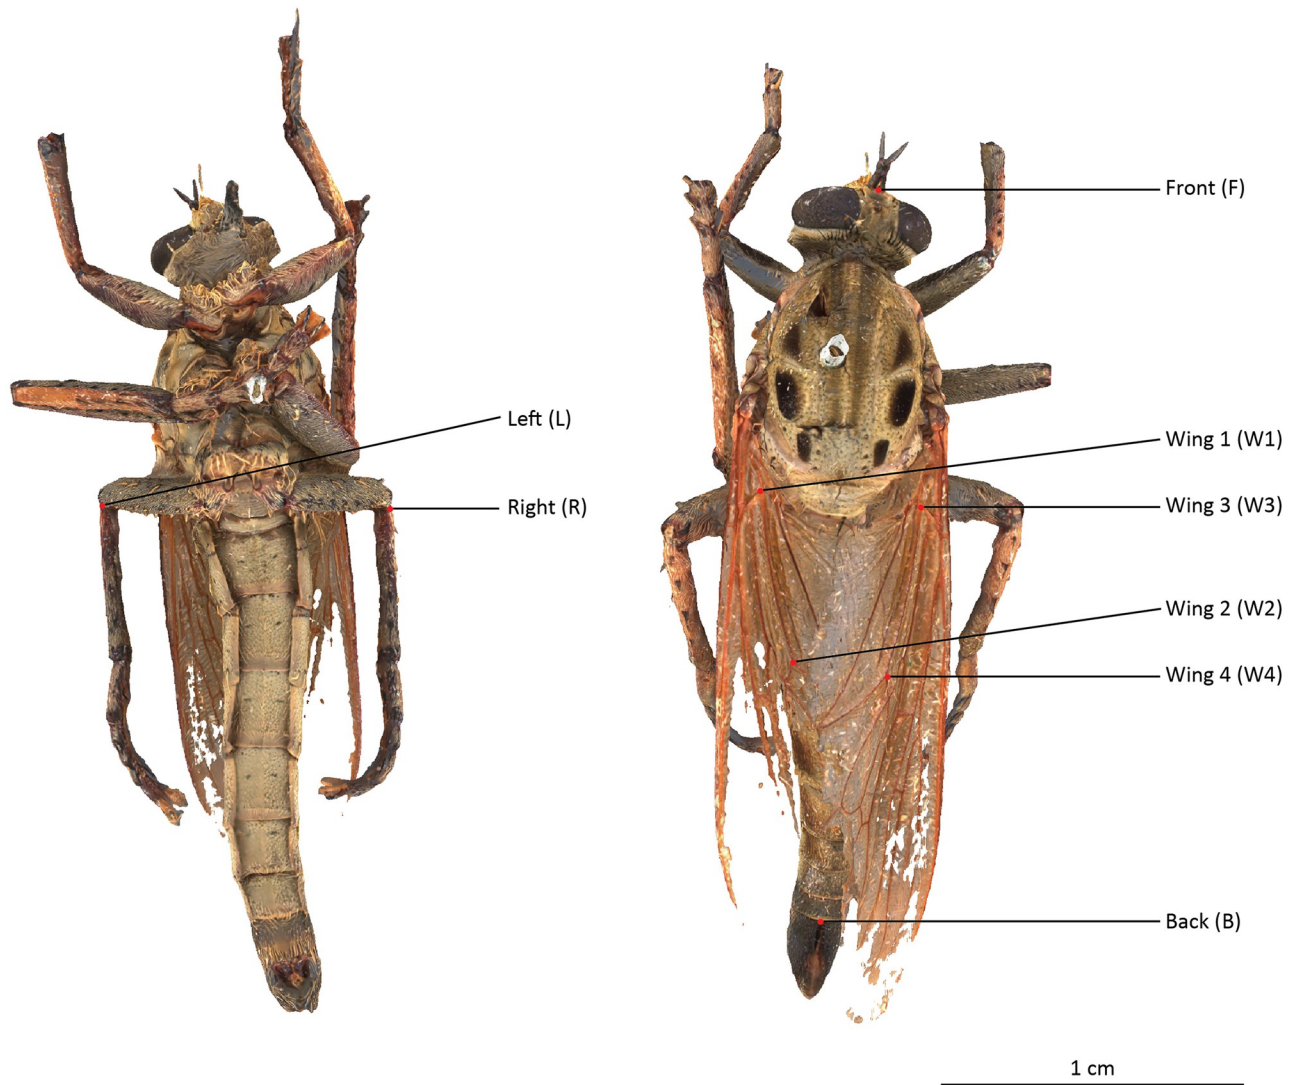 Front (F)
Left (L)
Wing 1 (W1)
Right (R)
Wing 3 (W3)
Wing 2 (W2)
Wing 4 (W4)
Back (B)
1 cm